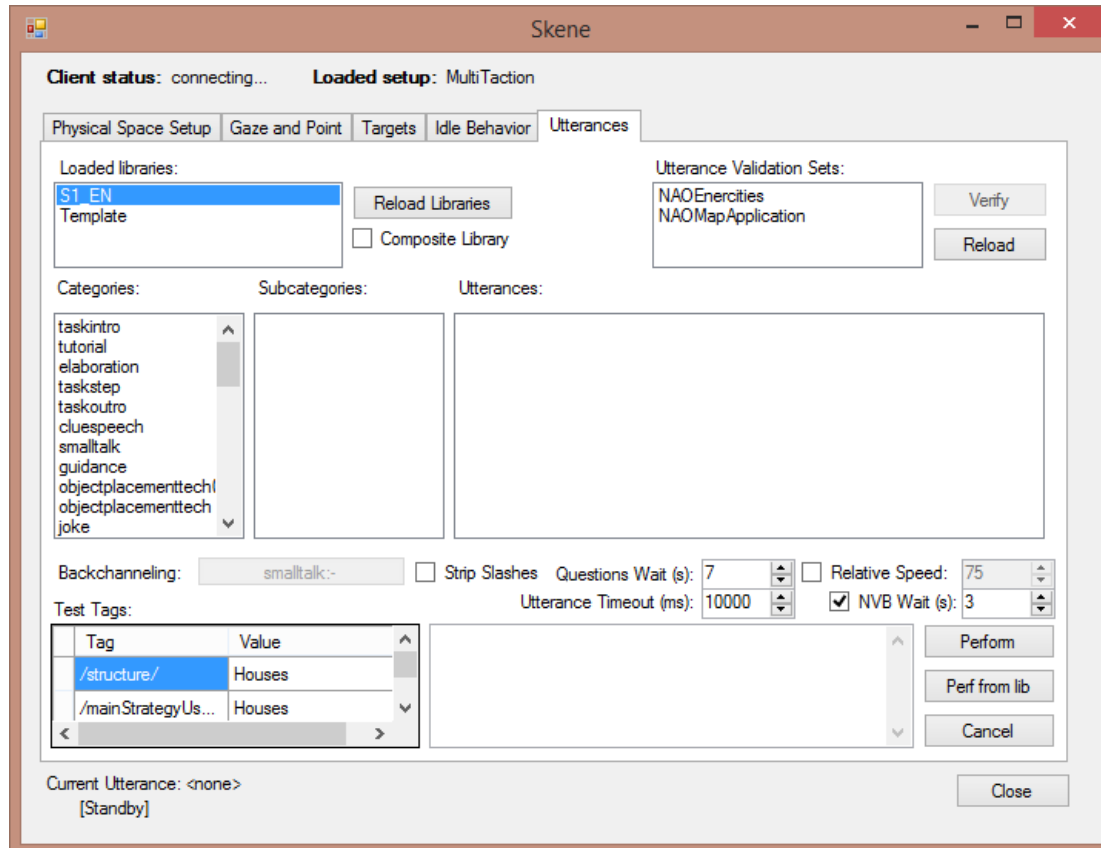 Skene
Client status: connecting... Loaded setup: MultiTaction
Physical Space Setup Gaze and Point Targets Idle Behavior Utterances
Loaded libraries:
S1_EN
Template
Reload Libraries
Composite Library
Utterance Validation Sets:
NAOEnercities
NAOMapApplication
Verify
Reload
Categories: Subcategories: Utterances:
taskintro
tutorial
elaboration
taskstep
taskoutro
cluespeech
smalltalk
guidance
objectplacementtech(
objectplacementtech
joke
Backchanneling: smalltalk:- Strip Slashes Questions Wait (s): 7 Relative Speed: 75
Utterance Timeout (ms): 10000 NVB Wait (s): 3
Test Tags:
Tag Value
/structure/ Houses
/mainStrategyUs... Houses
Perform
Perf from lib
Cancel
Current Utterance: <none>
[Standby]
Close